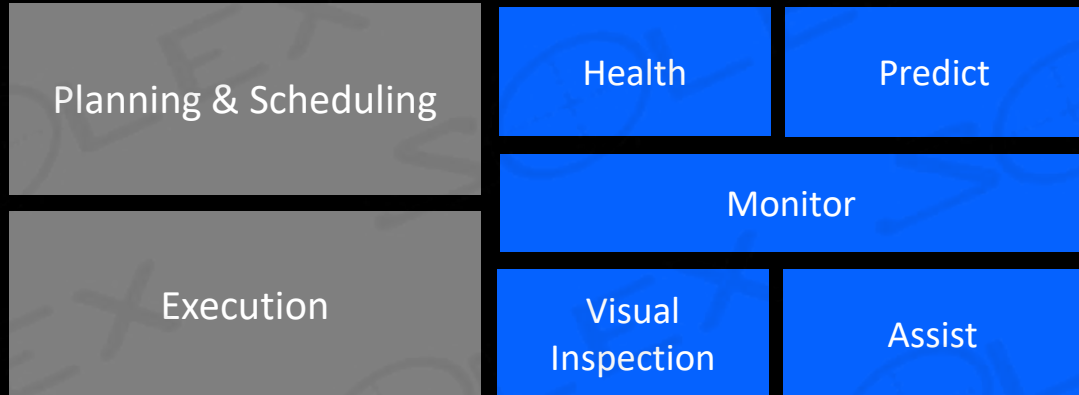 Planning & Scheduling
Execution
Health
Predict
Monitor
Visual
Inspection
Assist